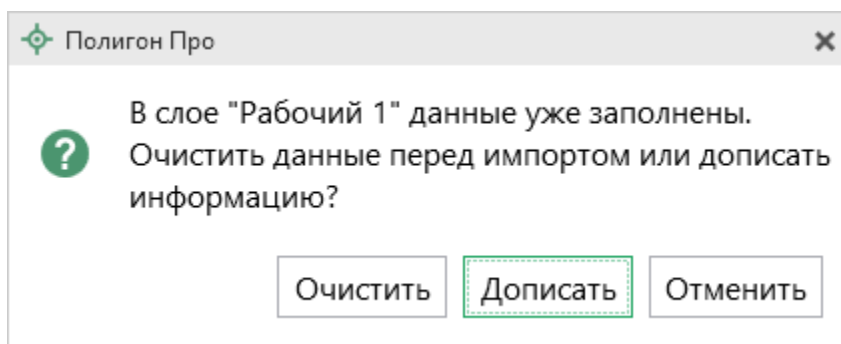 Полигон Про
В слое "Рабочий 1" данные уже заполнены.
Очистить данные перед импортом или дописать
информацию?
Очистить Дописать Отменить